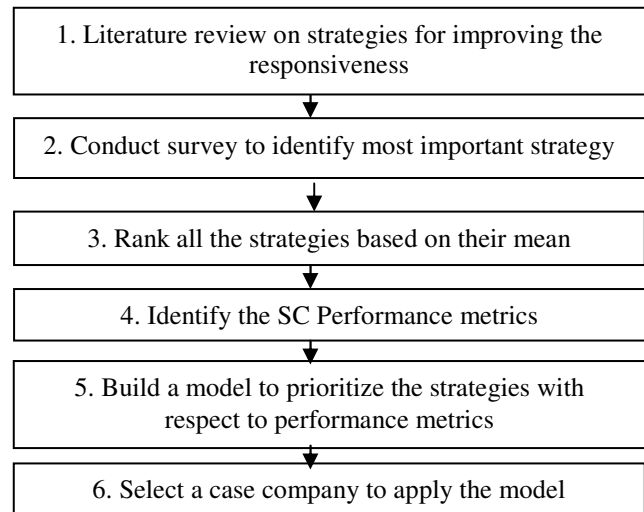 1. Literature review on strategies for improving the
responsiveness
2. Conduct survey to identify most important strategy
3. Rank all the strategies based on their mean
4. Identify the SC Performance metrics
5. Build a model to prioritize the strategies with
respect to performance metrics
6. Select a case company to apply the model